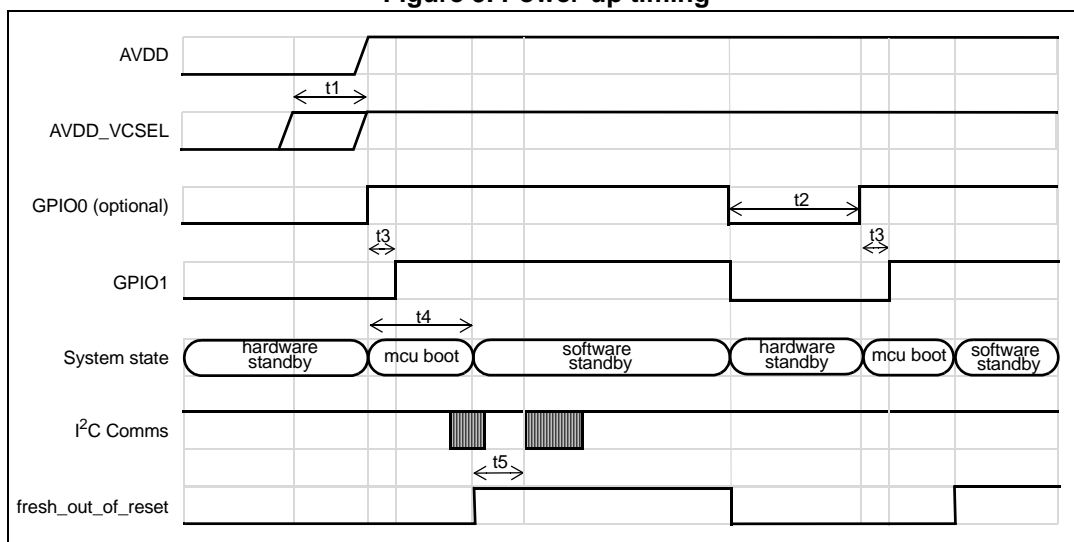 Figure 5. Power-up timing
AVDD
t1
AVDD_VCSEL
GPIO0 (optional)
t2
t3
t3
GPIO1
t4
System state
hardware
standby
mcu boot
software
standby
hardware
standby
mcu boot
software
standby
I²C Comms
t5
fresh_out_of_reset